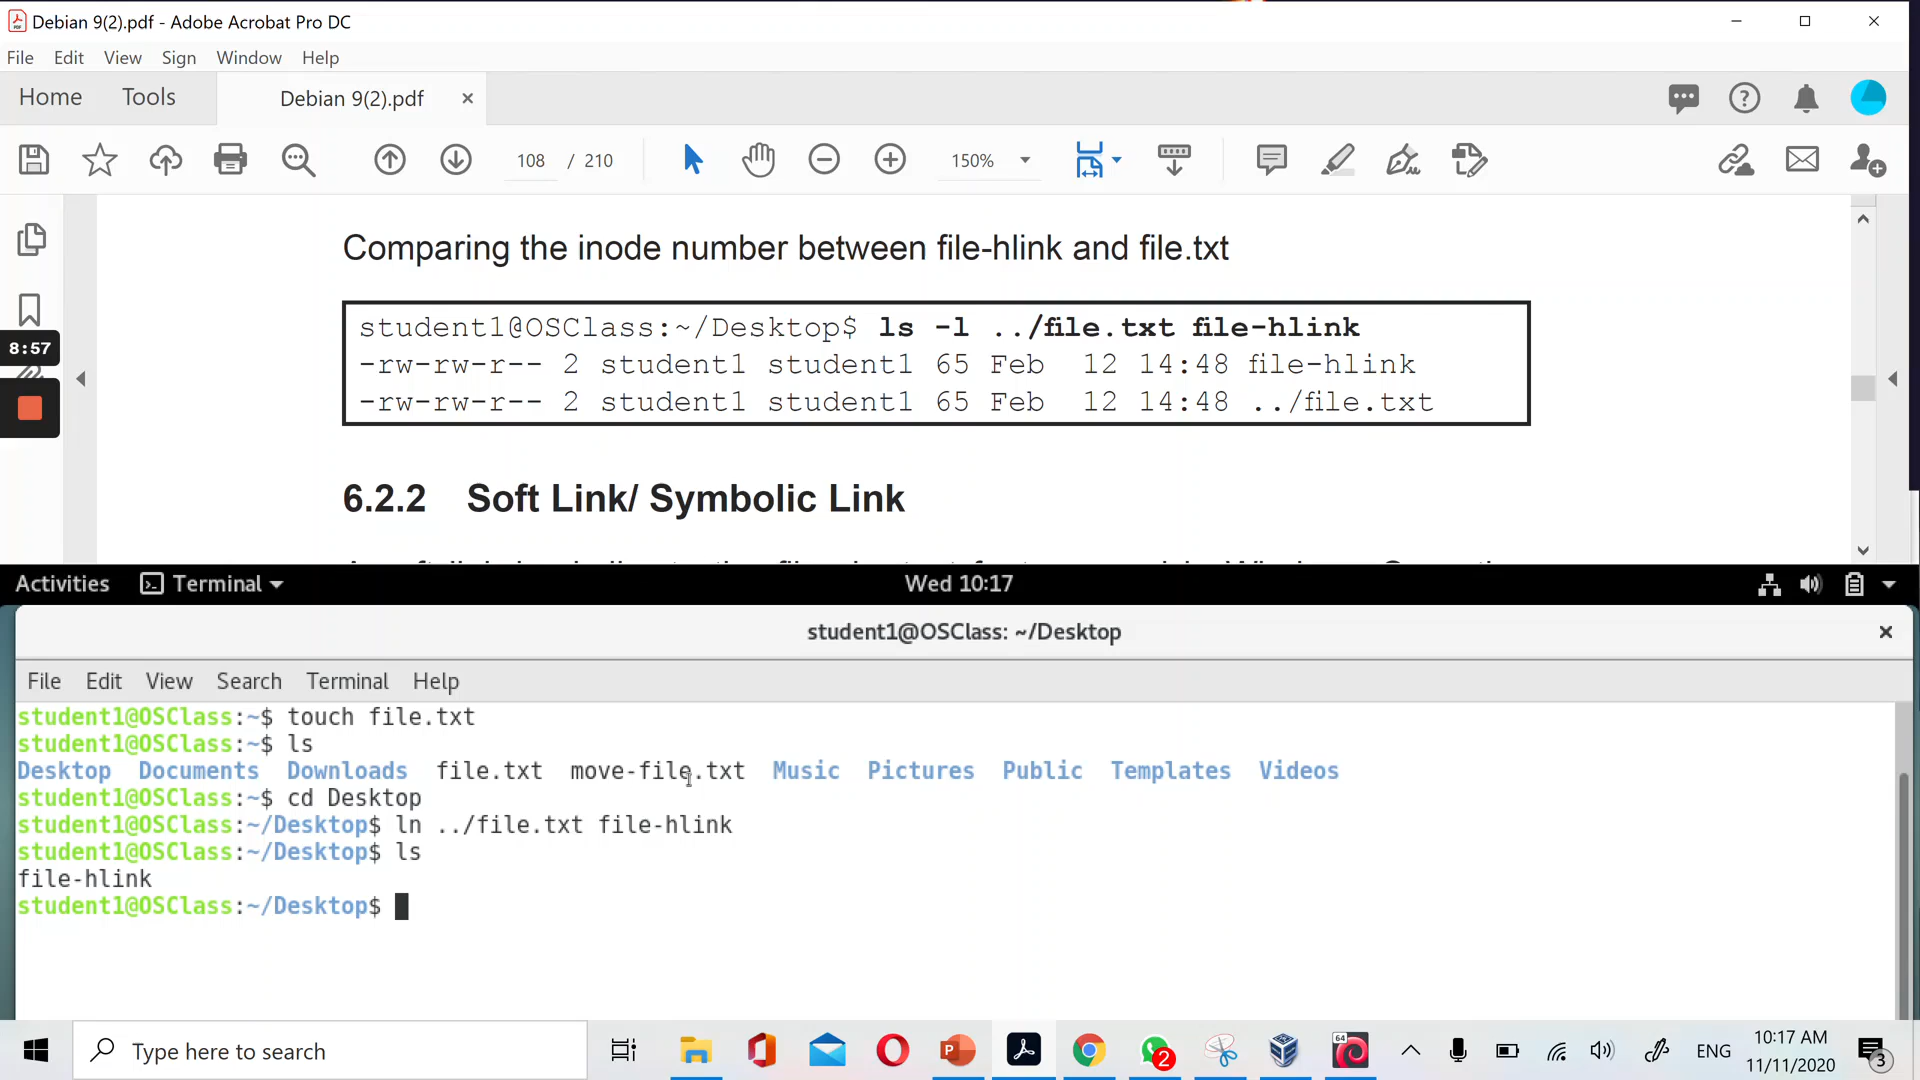 Debian 9(2).pdf - Adobe Acrobat Pro DC
File Edit View Sign Window Help
Home Tools Debian 9(2).pdf
108 / 210 150%
Comparing the inode number between file-hlink and file.txt
student1@OSClass:~/Desktop$ ls -l ../file.txt file-hlink
-rw-rw-r-- 2 student1 student1 65 Feb 12 14:48 file-hlink
-rw-rw-r-- 2 student1 student1 65 Feb 12 14:48 ../file.txt
8:57
6.2.2 Soft Link/ Symbolic Link
Activities Terminal Wed 10:17
student1@OSClass: ~/Desktop
File Edit View Search Terminal Help
student1@OSClass:~$ touch file.txt
student1@OSClass:~$ ls
Desktop Documents Downloads file.txt move-file.txt Music Pictures Public Templates Videos
student1@OSClass:~$ cd Desktop
student1@OSClass:~/Desktop$ ln ../file.txt file-hlink
student1@OSClass:~/Desktop$ ls
file-hlink
student1@OSClass:~/Desktop$
Type here to search
2
64
ENG
10:17 AM
11/11/2020
3